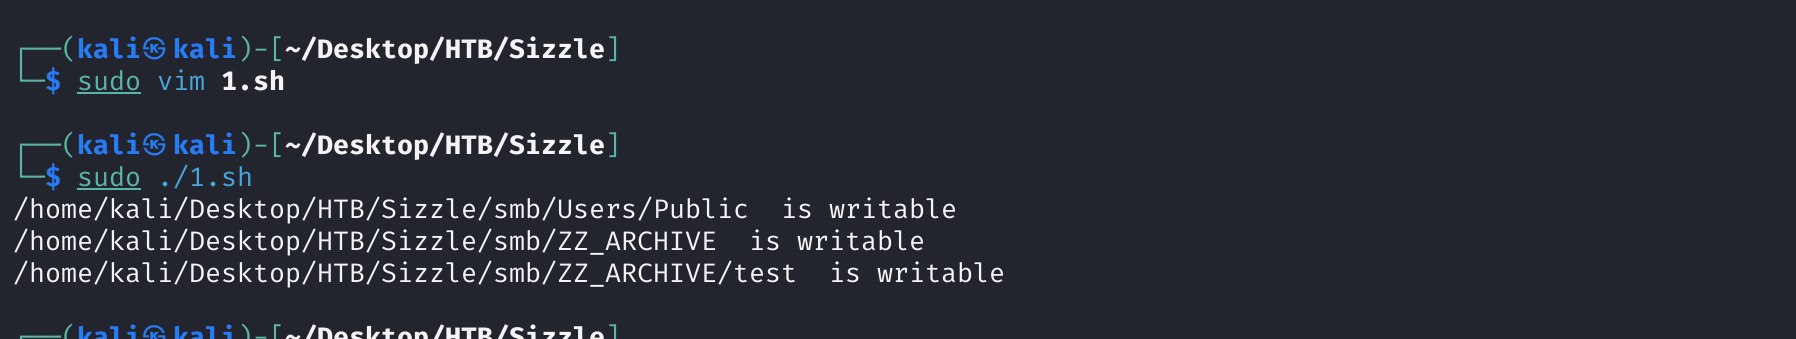 ┌──(kali㉿kali)-[~/Desktop/HTB/Sizzle]
└─$ sudo vim 1.sh
┌──(kali㉿kali)-[~/Desktop/HTB/Sizzle]
└─$ sudo ./1.sh
/home/kali/Desktop/HTB/Sizzle/smb/Users/Public  is writable
/home/kali/Desktop/HTB/Sizzle/smb/ZZ_ARCHIVE  is writable
/home/kali/Desktop/HTB/Sizzle/smb/ZZ_ARCHIVE/test  is writable
┌──(kali㉿kali)-[~/Desktop/HTB/Sizzle]